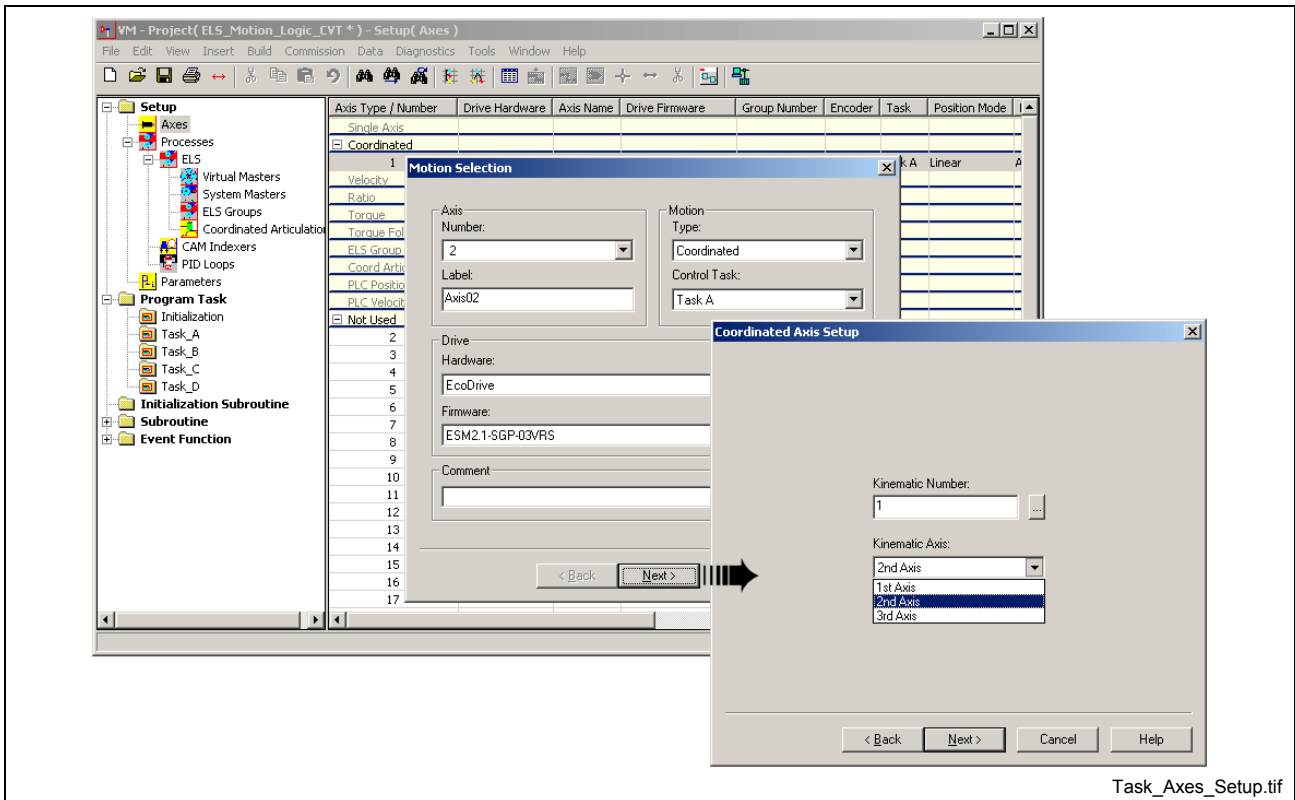 VM - Project( ELS_Motion_Logic_CVT * ) - Setup( Axes )
File Edit View Insert Build Commission Data Diagnostics Tools Window Help
Setup
Axes
Processes
ELS
Virtual Masters
System Masters
ELS Groups
Coordinated Articulation
CAM Indexers
PID Loops
Parameters
Program Task
Initialization
Task_A
Task_B
Task_C
Task_D
Initialization Subroutine
Subroutine
Event Function
Axis Type / Number Drive Hardware Axis Name Drive Firmware Group Number Encoder Task Position Mode
Single Axis
Coordinated
1 k A Linear A
Velocity
Ratio
Torque
Torque Fol
ELS Group
Coord Artic
PLC Positio
PLC Velocit
Not Used
2
3
4
5
6
7
8
9
10
11
12
13
14
15
16
17
Motion Selection
Axis
Number:
2
Label:
Axis02
Motion
Type:
Coordinated
Control Task:
Task A
Drive
Hardware:
EcoDrive
Firmware:
ESM2.1-SGP-03VRS
Comment
< Back Next >
Coordinated Axis Setup
Kinematic Number:
1
...
Kinematic Axis:
2nd Axis
1st Axis
2nd Axis
3rd Axis
< Back Next > Cancel Help
Task_Axes_Setup.tif